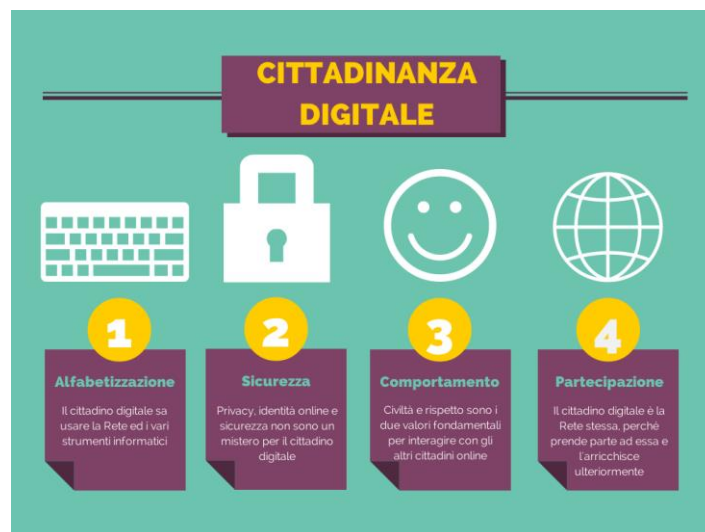 CITTADINANZA
DIGITALE
1
Alfabetizzazione
Il cittadino digitale sa
usare la Rete ed i vari
strumenti informatici
2
Sicurezza
Privacy, identità online e
sicurezza non sono un
mistero per il cittadino
digitale
3
Comportamento
Civiltà e rispetto sono i
due valori fondamentali
per interagire con gli
altri cittadini online
4
Partecipazione
Il cittadino digitale è la
Rete stessa, perché
prende parte ad essa e
l'arricchisce
ulteriormente